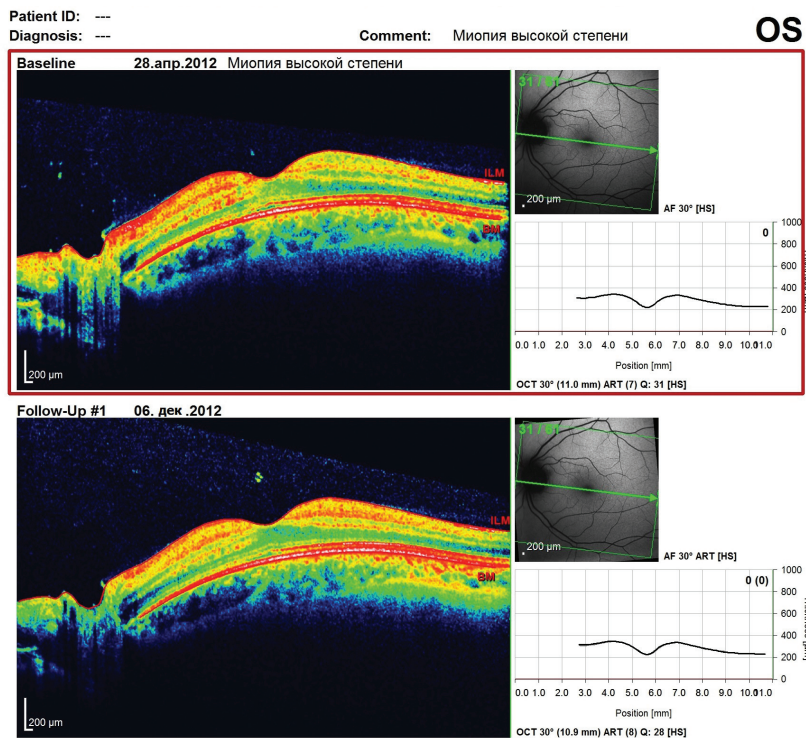 Patient ID: ---
Diagnosis: ---
Comment: Миопия высокой степени
OS
Baseline 28.апр.2012 Миопия высокой степени
ILM
BM
200 µm
31 / 61
200 µm
AF 30° [HS]
0
1000
800
600
400
200
0
0.0 1.0 2.0 3.0 4.0 5.0 6.0 7.0 8.0 9.0 10.0 11.0
Position [mm]
OCT 30° (11.0 mm) ART (7) Q: 31 [HS]
Follow-Up #1 06. дек .2012
ILM
BM
200 µm
200 µm
AF 30° ART [HS]
0 (0)
1000
800
600
400
200
0
0.0 1.0 2.0 3.0 4.0 5.0 6.0 7.0 8.0 9.0 10.0 11.0
Position [mm]
OCT 30° (10.9 mm) ART (8) Q: 28 [HS]